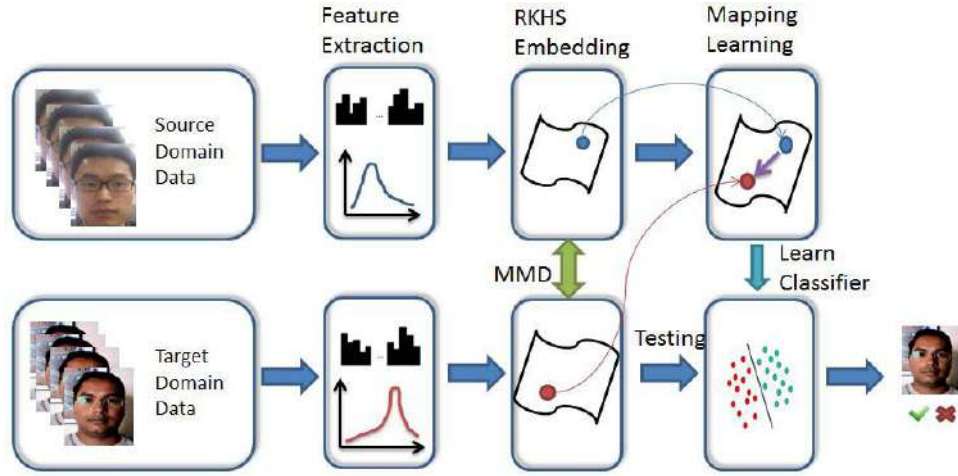 Feature
Extraction
RKHS
Embedding
Mapping
Learning
Source
Domain
Data
...
MMD
Learn
Classifier
Target
Domain
Data
...
Testing